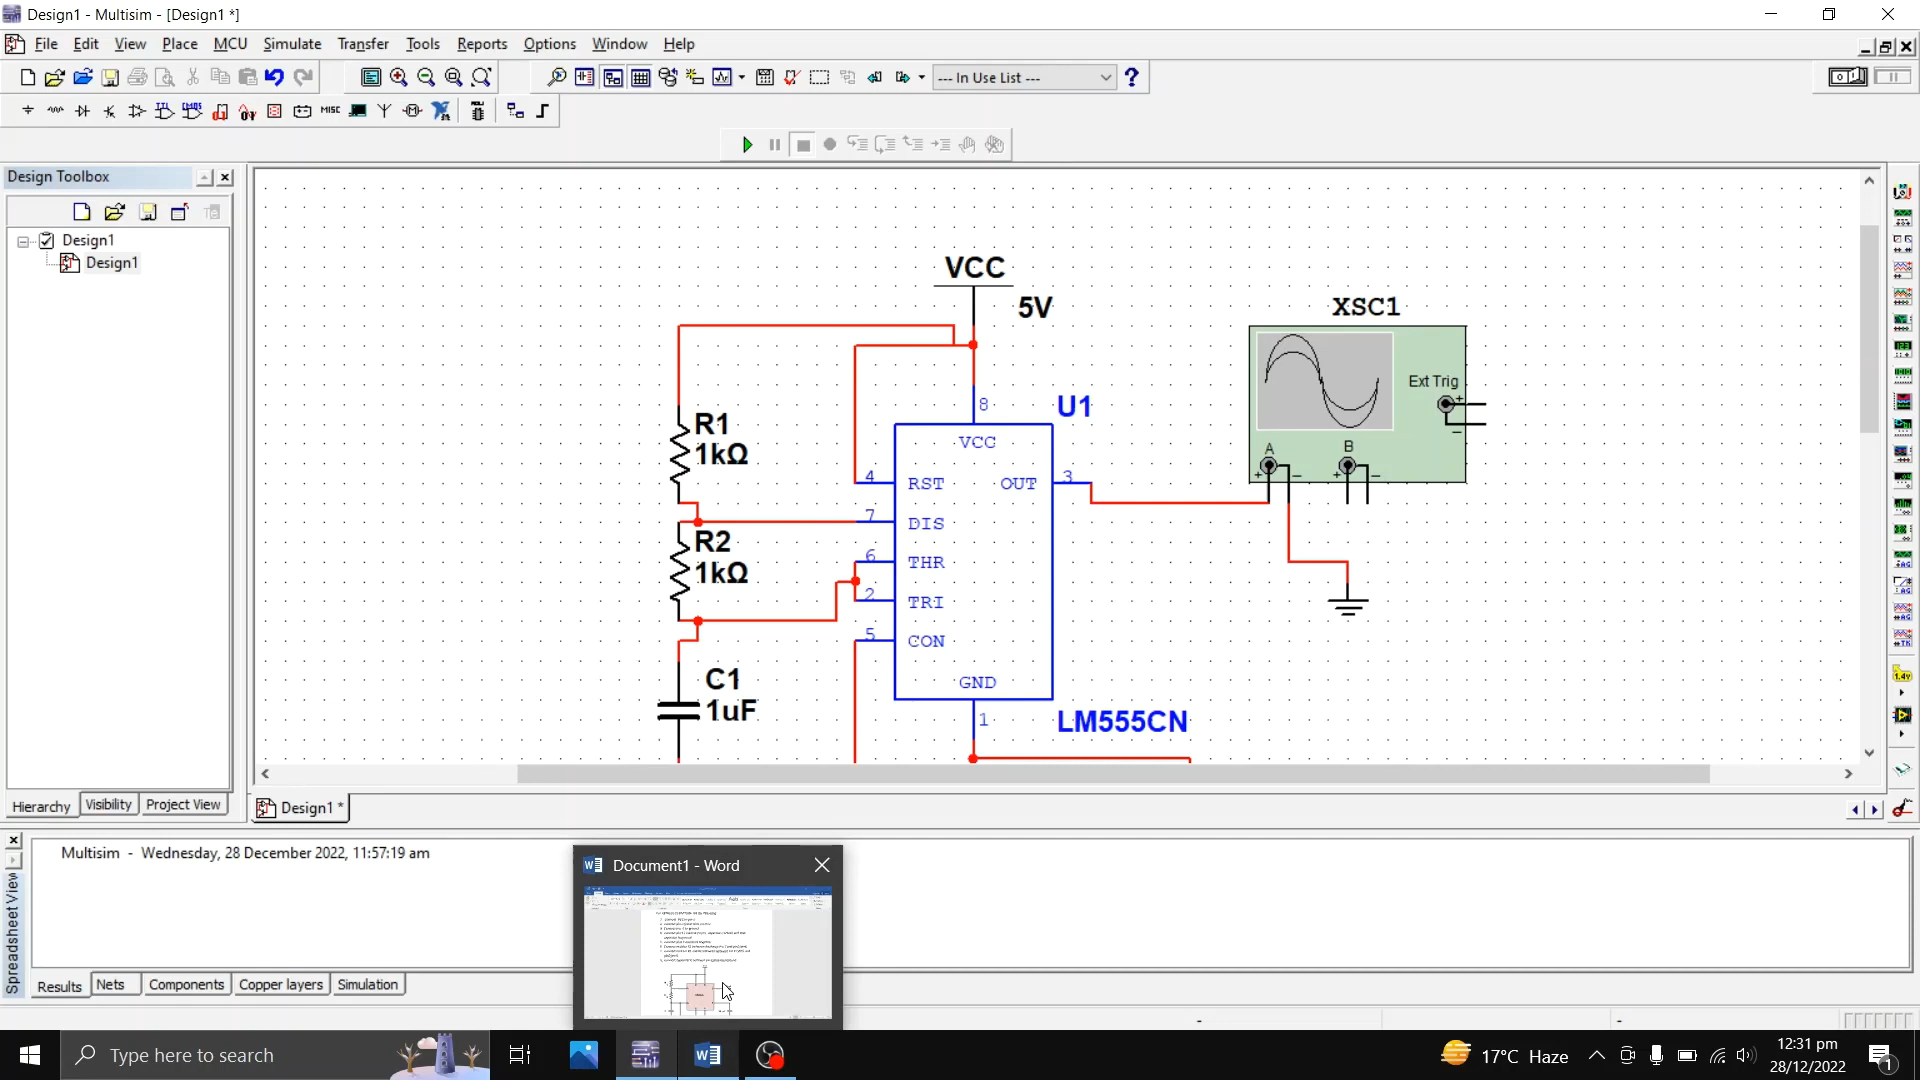 Design1 - Multisim - [Design1 *]
File Edit View Place MCU Simulate Transfer Tools Reports Options Window Help
--- In Use List ---
MISC
Design Toolbox
Design1
Design1
VCC
5V
XSC1
Ext Trig
A
B
R1
1kΩ
8
U1
VCC
4
RST
OUT
3
7
DIS
R2
1kΩ
6
THR
2
TRI
5
CON
C1
1uF
GND
1
LM555CN
Hierarchy Visibility Project View
Design1 *
Multisim - Wednesday, 28 December 2022, 11:57:19 am
Spreadsheet View
Document1 - Word
Results Nets Components Copper layers Simulation
Type here to search
17°C Haze
12:31 pm
28/12/2022
1